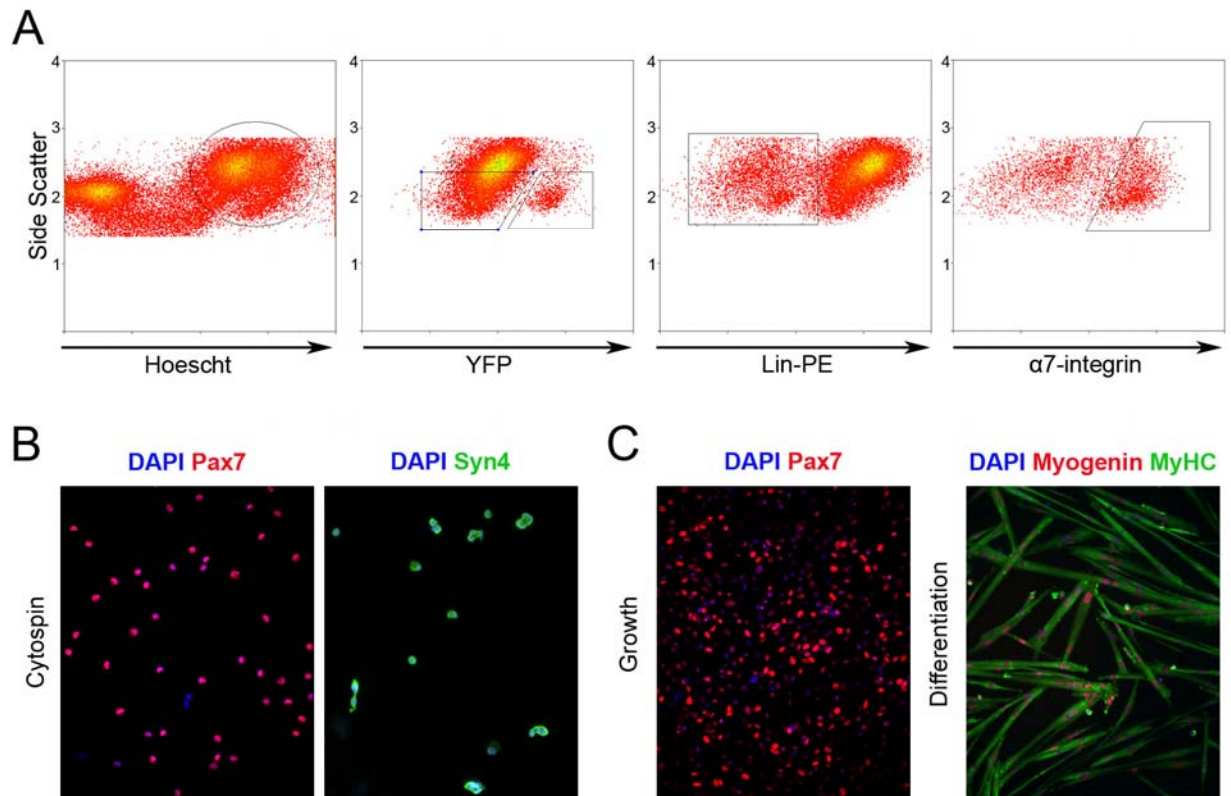 A
Side Scatter
4
3
2
1
4
3
2
1
4
3
2
1
4
3
2
1
Hoescht
YFP
Lin-PE
α7-integrin
B
DAPI Pax7
DAPI Syn4
Cytospin
C
DAPI Pax7
DAPI Myogenin MyHC
Growth
Differentiation